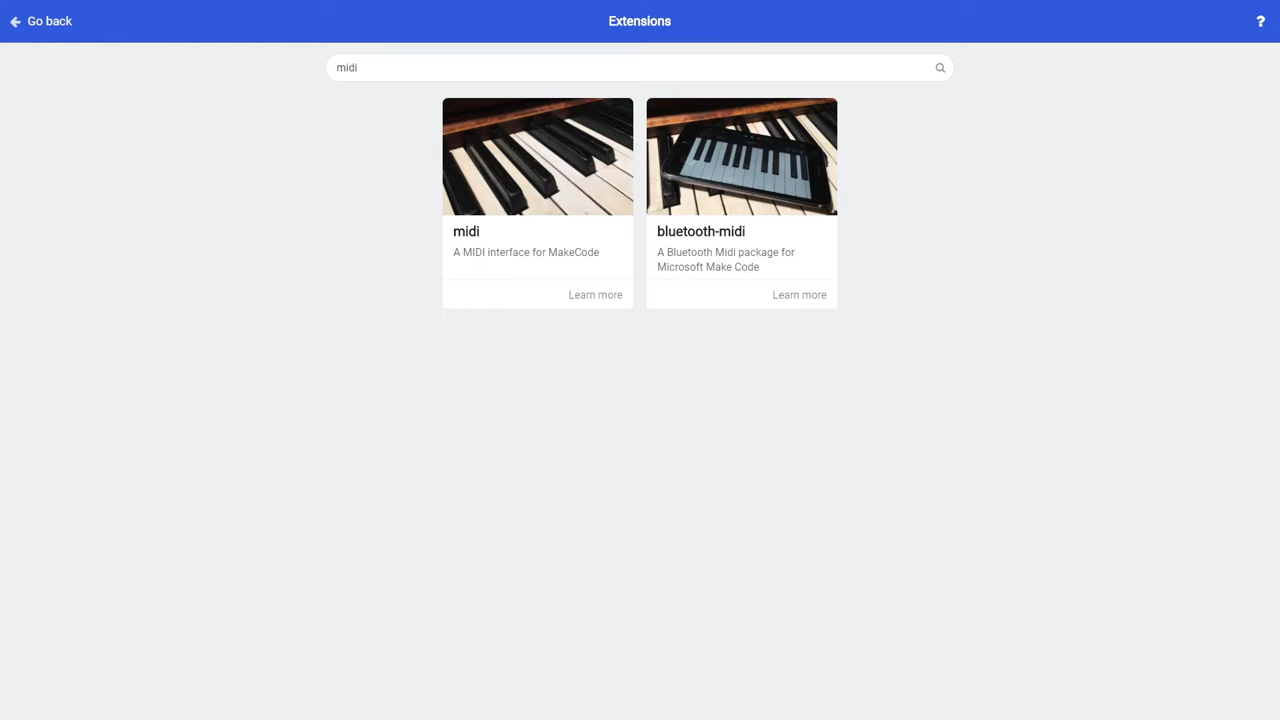 Go back
Extensions
?
midi
midi
A MIDI interface for MakeCode
Learn more
bluetooth-midi
A Bluetooth Midi package for
Microsoft Make Code
Learn more